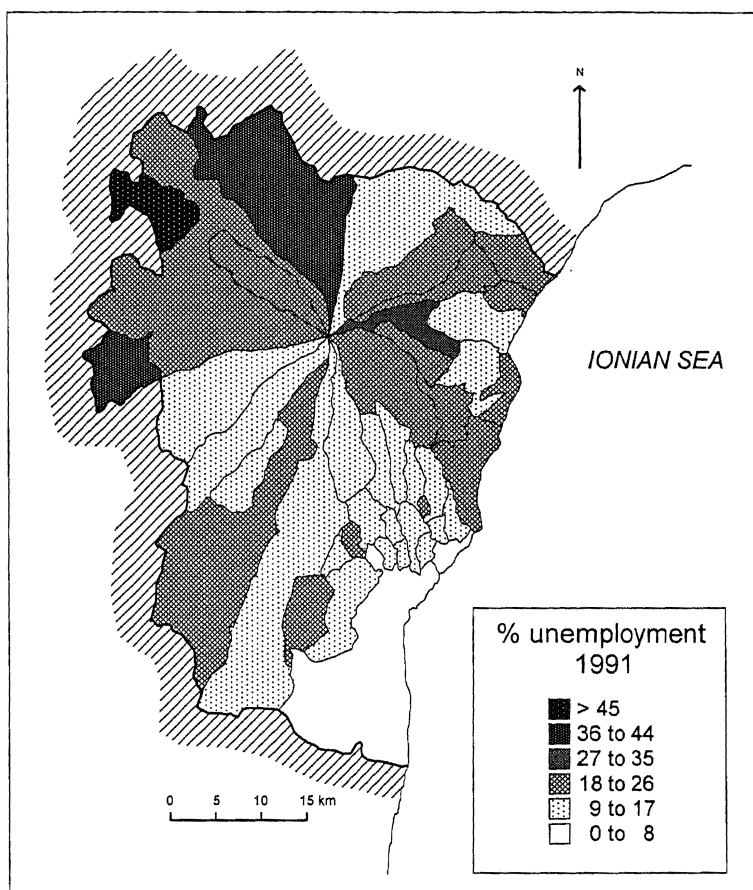 N
IONIAN SEA
% unemployment
1991
> 45
36 to 44
27 to 35
18 to 26
9 to 17
0 to 8
0 5 10 15 km